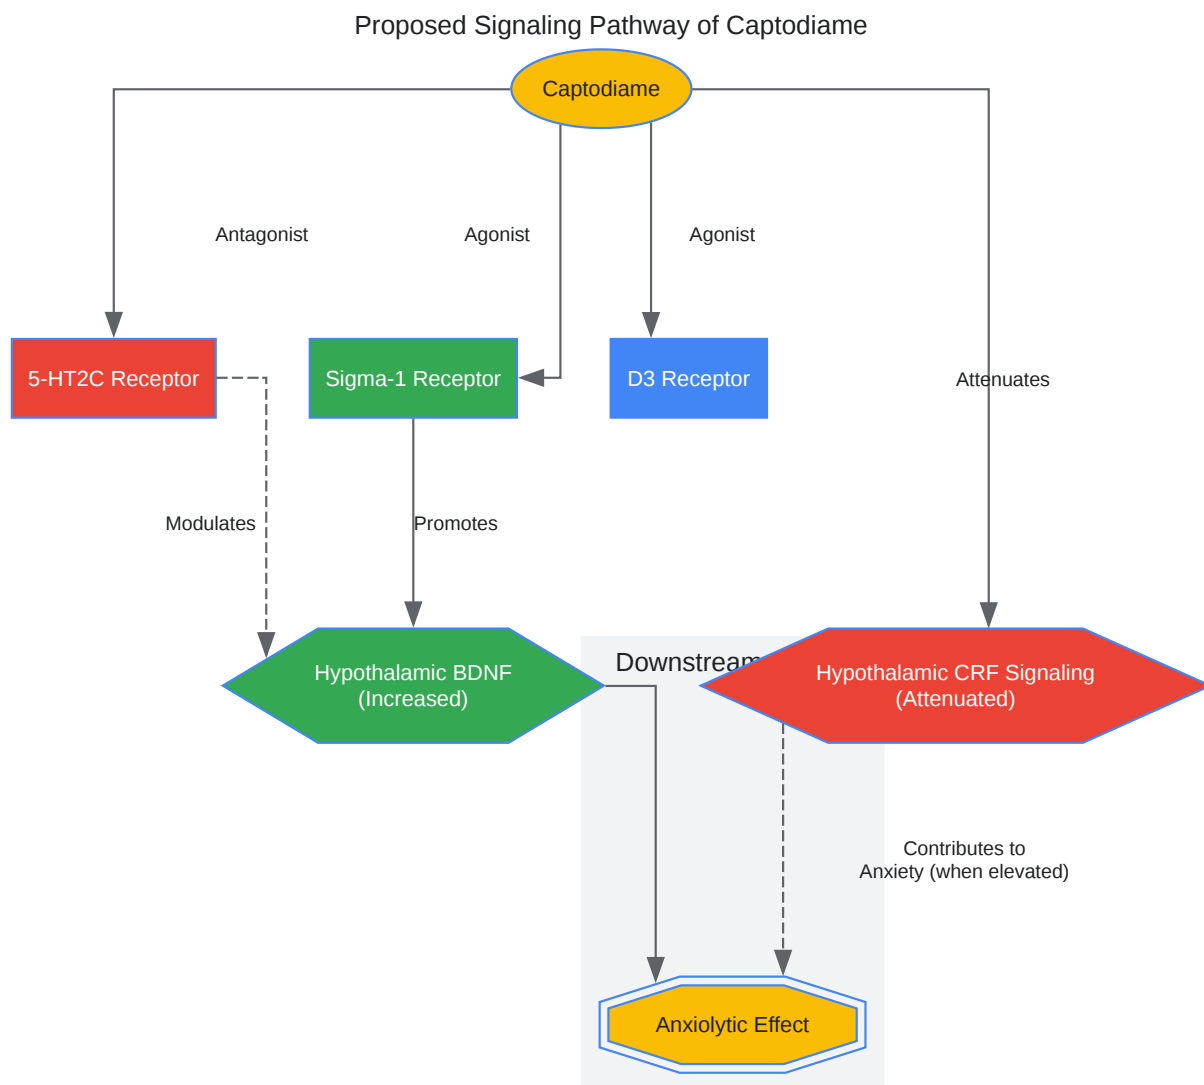 Proposed Signaling Pathway of Captodiame
Captodiame
Antagonist
Agonist
Agonist
5-HT2C Receptor
Sigma-1 Receptor
D3 Receptor
Attenuates
Modulates
Promotes
Downstream
Hypothalamic BDNF
(Increased)
Hypothalamic CRF Signaling
(Attenuated)
Contributes to
Anxiety (when elevated)
Anxiolytic Effect